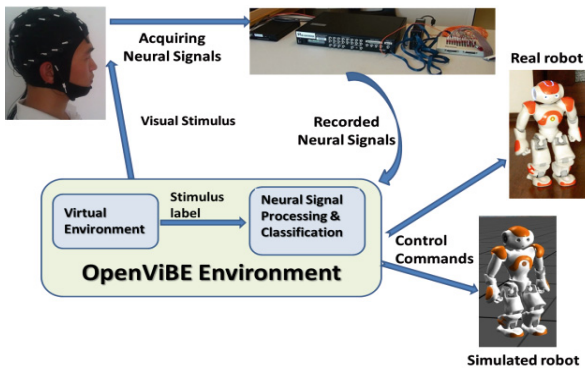 Acquiring
Neural Signals
Real robot
Visual Stimulus
Recorded
Neural Signals
Virtual
Environment
Stimulus
label
Neural Signal
Processing &
Classification
OpenViBE Environment
Control
Commands
Simulated robot